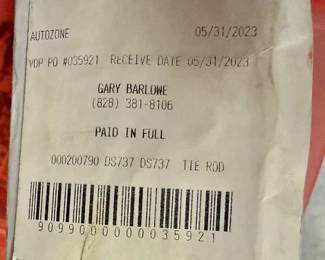 AUTOZONE 05/31/2023
VDP PO #035921 RECEIVE DATE 05/31/2023
GARY BARLOWE
(828) 381-8106
PAID IN FULL
000200790 DS737 DS737 TIE ROD
9099000000035921